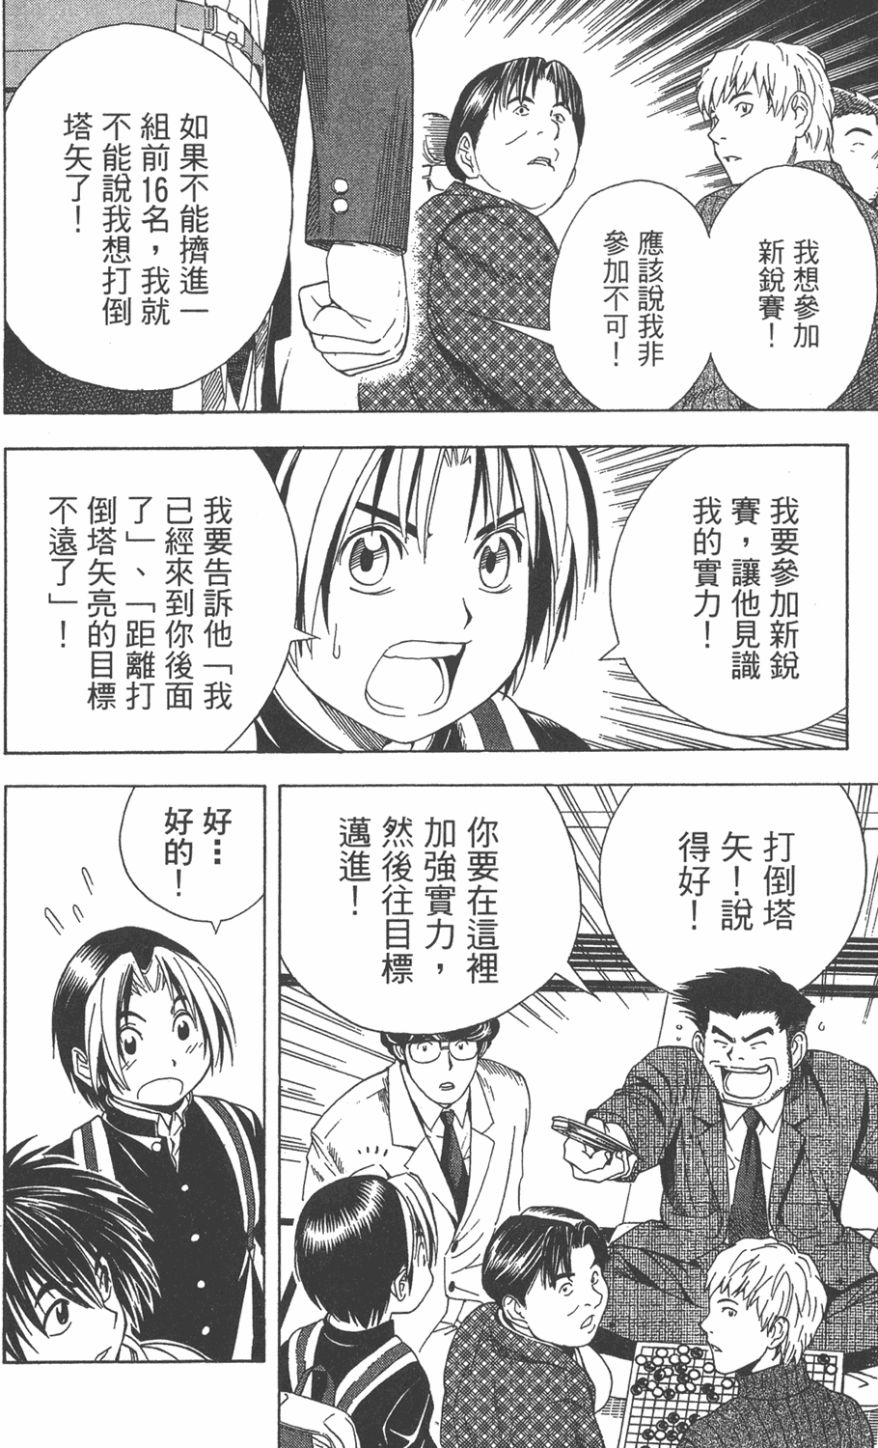 我想參加
新銳賽！
應該說我非
參加不可！
如果不能擠進一
組前16名，我就
不能說我想打倒
塔矢了！
我要參加新銳
賽，讓他見識
我的實力！
我要告訴他「我
已經來到你後面
了」、「距離打
倒塔矢亮的目標
不遠了」！
打倒塔
矢！說
得好！
你要在這裡
加強實力，
然後往目標
邁進！
好…
好的！